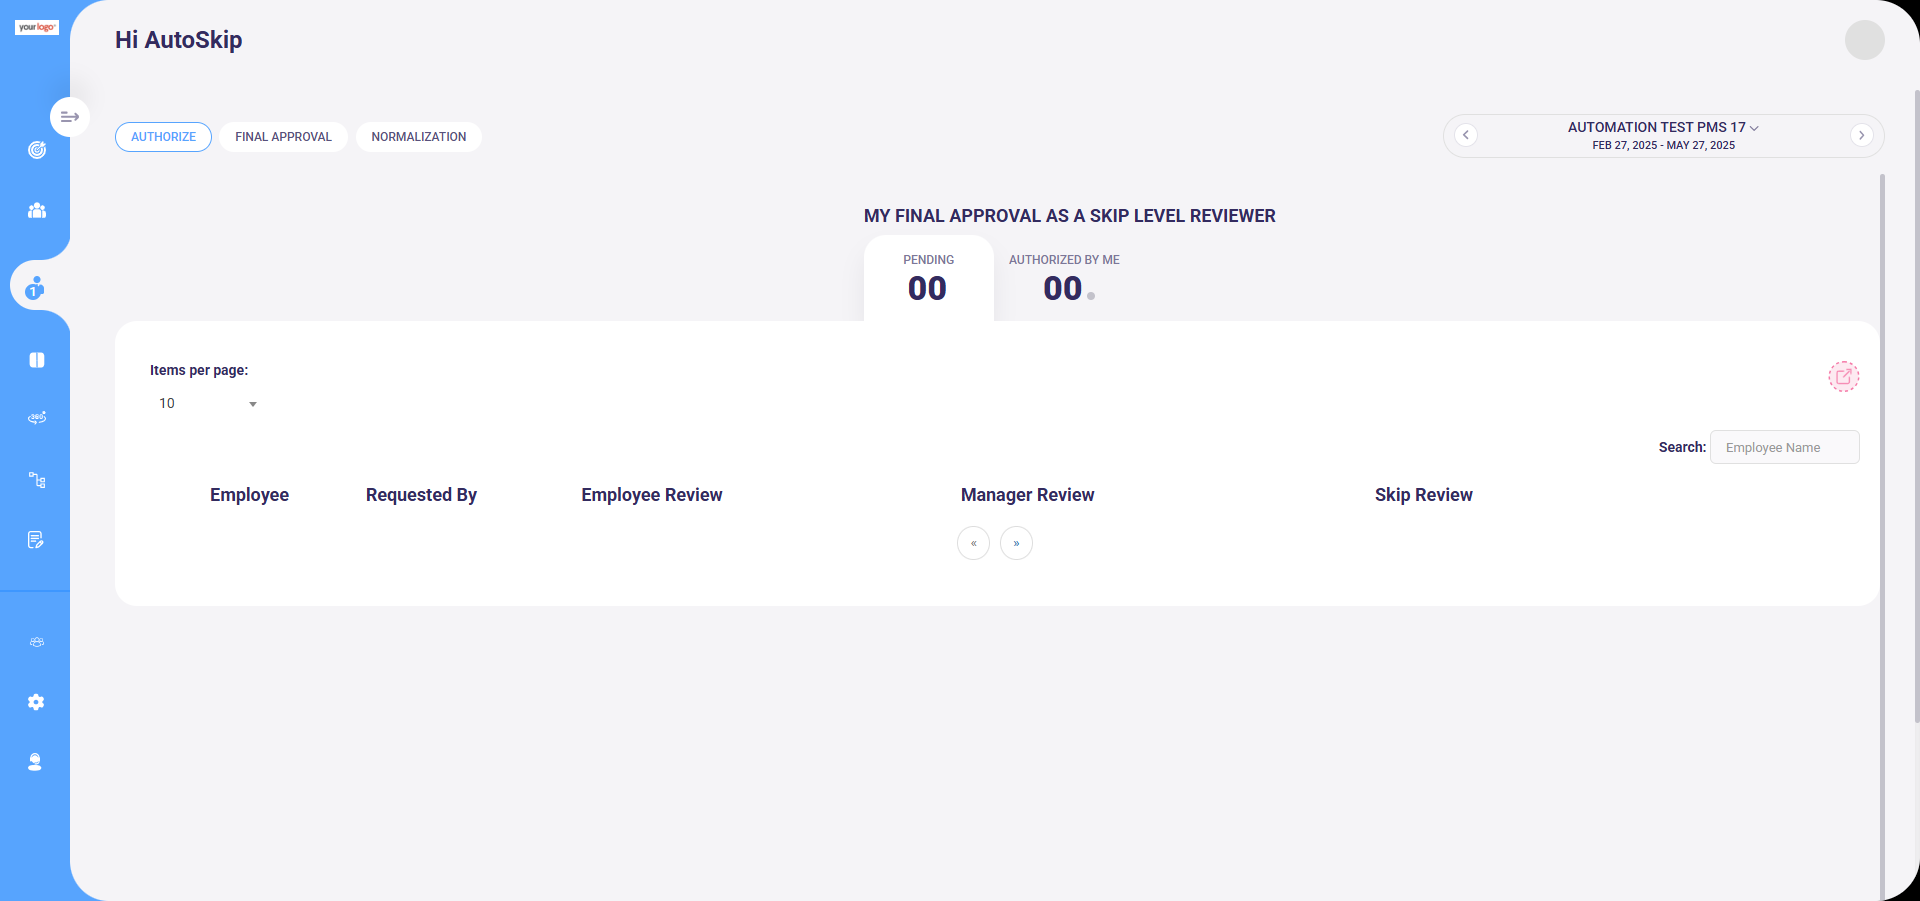 your logo
Hi AutoSkip
AUTHORIZE
FINAL APPROVAL
NORMALIZATION
AUTOMATION TEST PMS 17
FEB 27, 2025 - MAY 27, 2025
MY FINAL APPROVAL AS A SKIP LEVEL REVIEWER
PENDING
00
AUTHORIZED BY ME
00
1
360°
Items per page:
10
Search:
Employee Name
Employee
Requested By
Employee Review
Manager Review
Skip Review
«
»